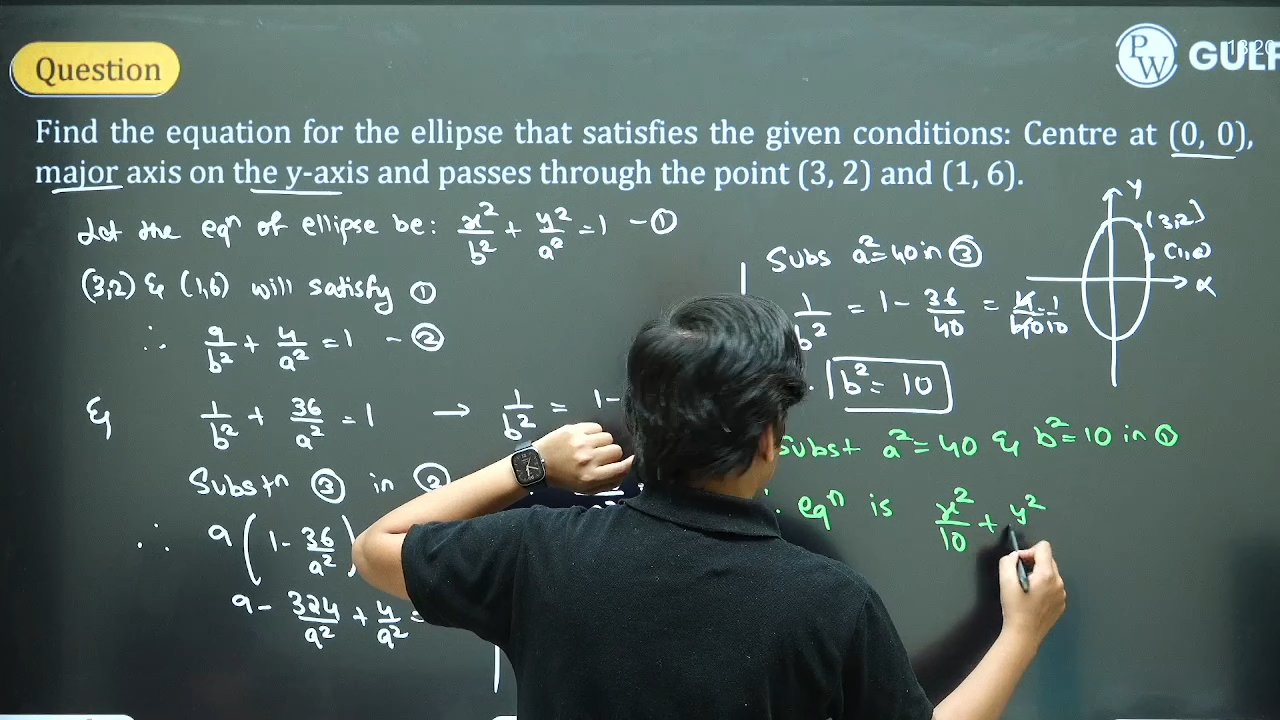 Question
PW GULF
Find the equation for the ellipse that satisfies the given conditions: Centre at (0, 0),
major axis on the y-axis and passes through the point (3, 2) and (1, 6).
Let the eqⁿ of ellipse be: x²/b² + y²/a² = 1 - ①
(3,2) & (1,6) will satisfy ①
∴ 9/b² + 4/a² = 1 - ②
& 1/b² + 36/a² = 1 → 1/b² = 1-
Substⁿ ③ in ②
∴ 9(1 - 36/a²)
9 - 324/a² + 4/a² =
Subs a² = 40 in ③
1/b² = 1 - 36/40 = 4/40 = 1/10
b² = 10
Subst a² = 40 & b² = 10 in ①
eqⁿ is x²/10 + y²
Y
(3,2)
x